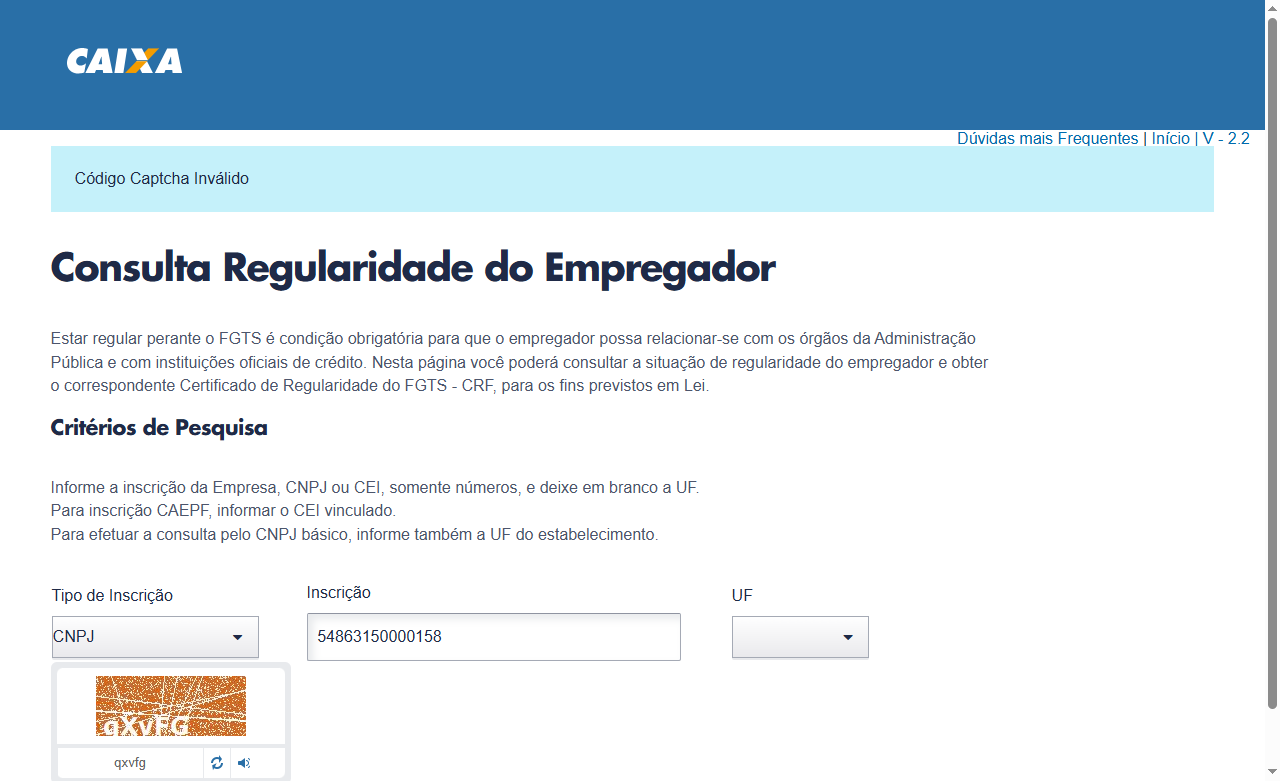 CAIXA
Dúvidas mais Frequentes | Início | V - 2.2
Código Captcha Inválido
Consulta Regularidade do Empregador
Estar regular perante o FGTS é condição obrigatória para que o empregador possa relacionar-se com os órgãos da Administração
Pública e com instituições oficiais de crédito. Nesta página você poderá consultar a situação de regularidade do empregador e obter
o correspondente Certificado de Regularidade do FGTS - CRF, para os fins previstos em Lei.
Critérios de Pesquisa
Informe a inscrição da Empresa, CNPJ ou CEI, somente números, e deixe em branco a UF.
Para inscrição CAEPF, informar o CEI vinculado.
Para efetuar a consulta pelo CNPJ básico, informe também a UF do estabelecimento.
Tipo de Inscrição Inscrição UF
CNPJ 54863150000158
qXvFG
qxvfg